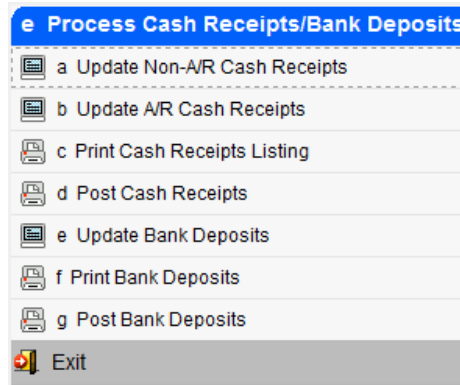 e Process Cash Receipts/Bank Deposits
a Update Non-A/R Cash Receipts
b Update A/R Cash Receipts
c Print Cash Receipts Listing
d Post Cash Receipts
e Update Bank Deposits
f Print Bank Deposits
g Post Bank Deposits
Exit